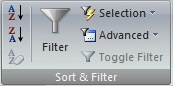 A
Z
Selection
Z
A
Filter
Advanced
A
Z
Toggle Filter
Sort & Filter